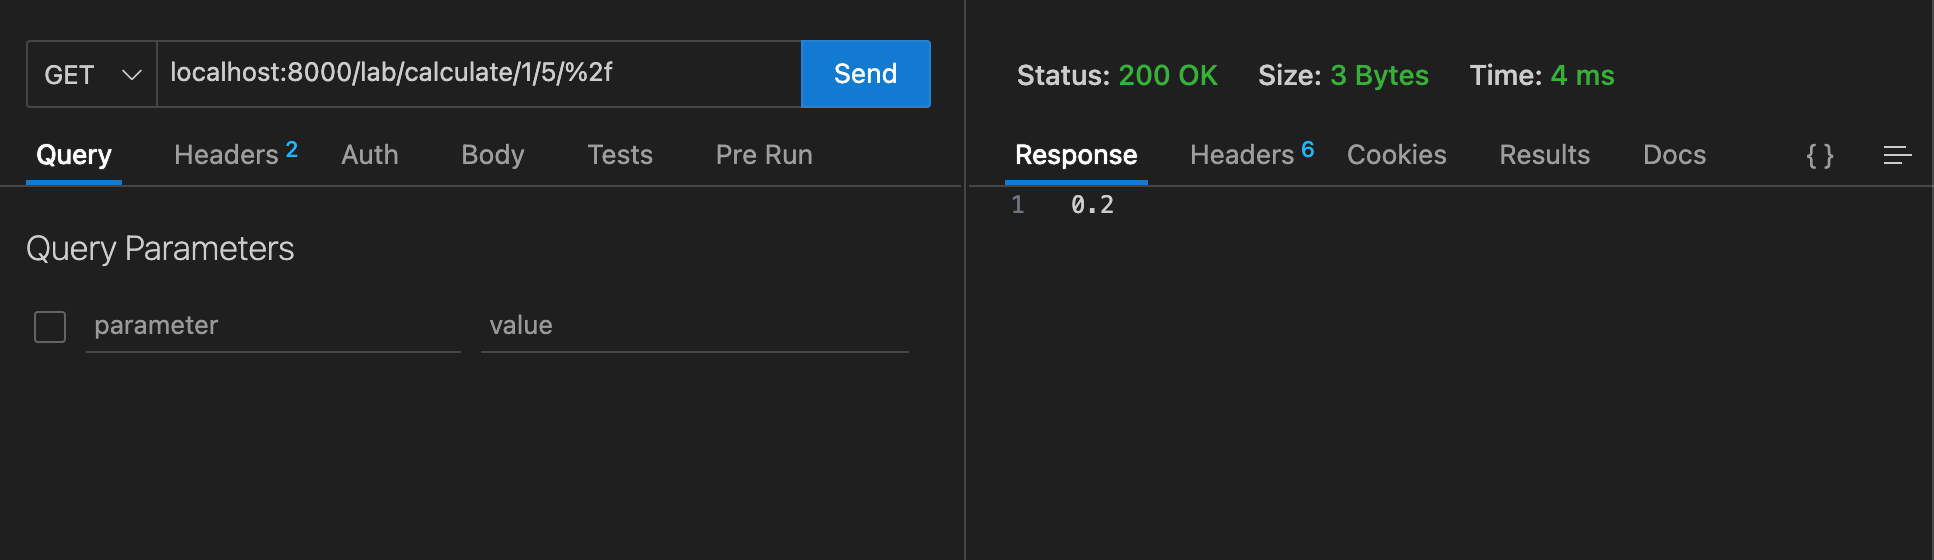 GET localhost:8000/lab/calculate/1/5/%2f Send
Query Headers 2 Auth Body Tests Pre Run
Query Parameters
parameter value
Status: 200 OK Size: 3 Bytes Time: 4 ms
Response Headers 6 Cookies Results Docs { }
1 0.2